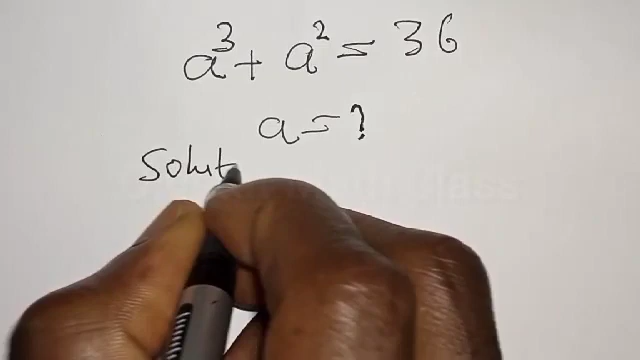 a³ + a² = 36
a = ?
Solut